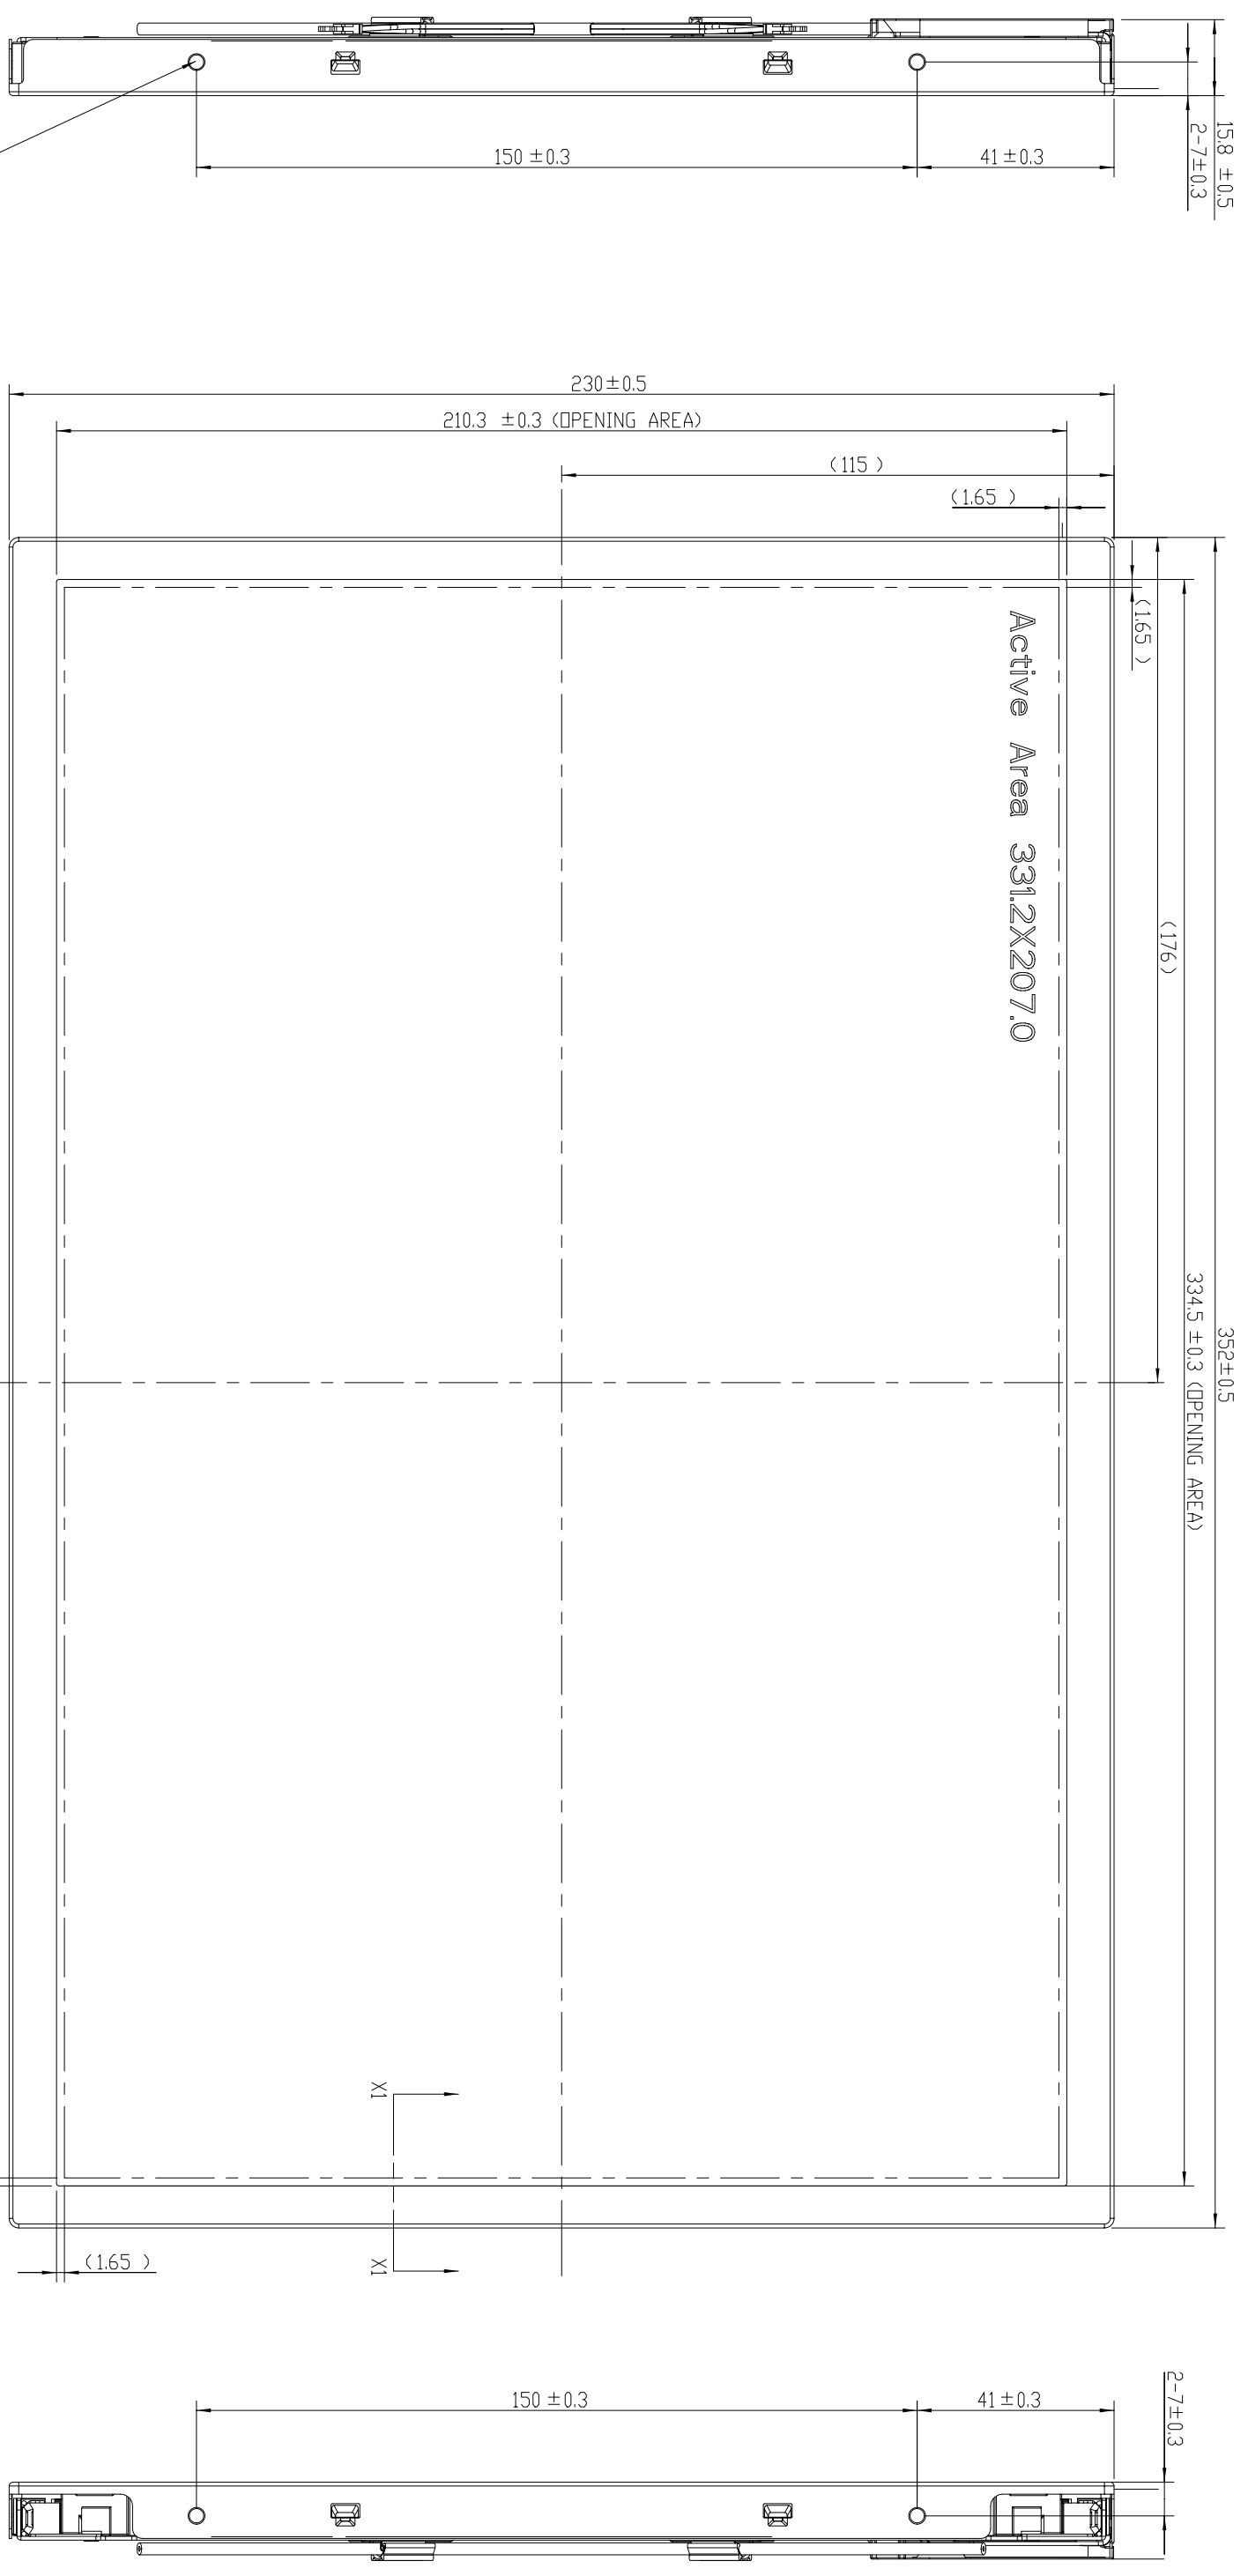 15.8 ±0.5
2-7±0.3
150 ±0.3
41 ±0.3
230±0.5
210.3 ±0.3 (OPENING AREA)
(115 )
(1.65 )
(1.65 )
Active Area 331.2X207.0
(176)
334.5 ±0.3 (OPENING AREA)
352±0.5
X1
X1
(1.65 )
150 ±0.3
41 ±0.3
2-7±0.3